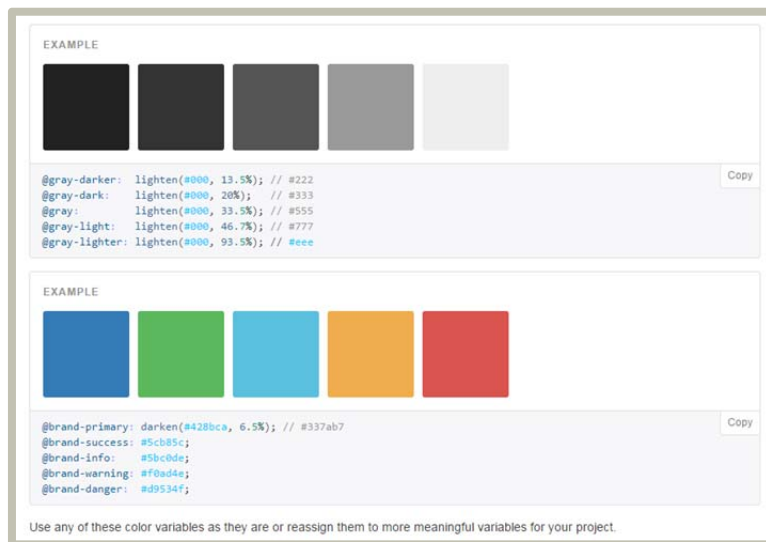 EXAMPLE
Copy
@gray-darker:  lighten(#000, 13.5%); // #222
@gray-dark:    lighten(#000, 20%);   // #333
@gray:         lighten(#000, 33.5%); // #555
@gray-light:   lighten(#000, 46.7%); // #777
@gray-lighter: lighten(#000, 93.5%); // #eee
EXAMPLE
Copy
@brand-primary: darken(#428bca, 6.5%); // #337ab7
@brand-success: #5cb85c;
@brand-info:    #5bc0de;
@brand-warning: #f0ad4e;
@brand-danger:  #d9534f;
Use any of these color variables as they are or reassign them to more meaningful variables for your project.